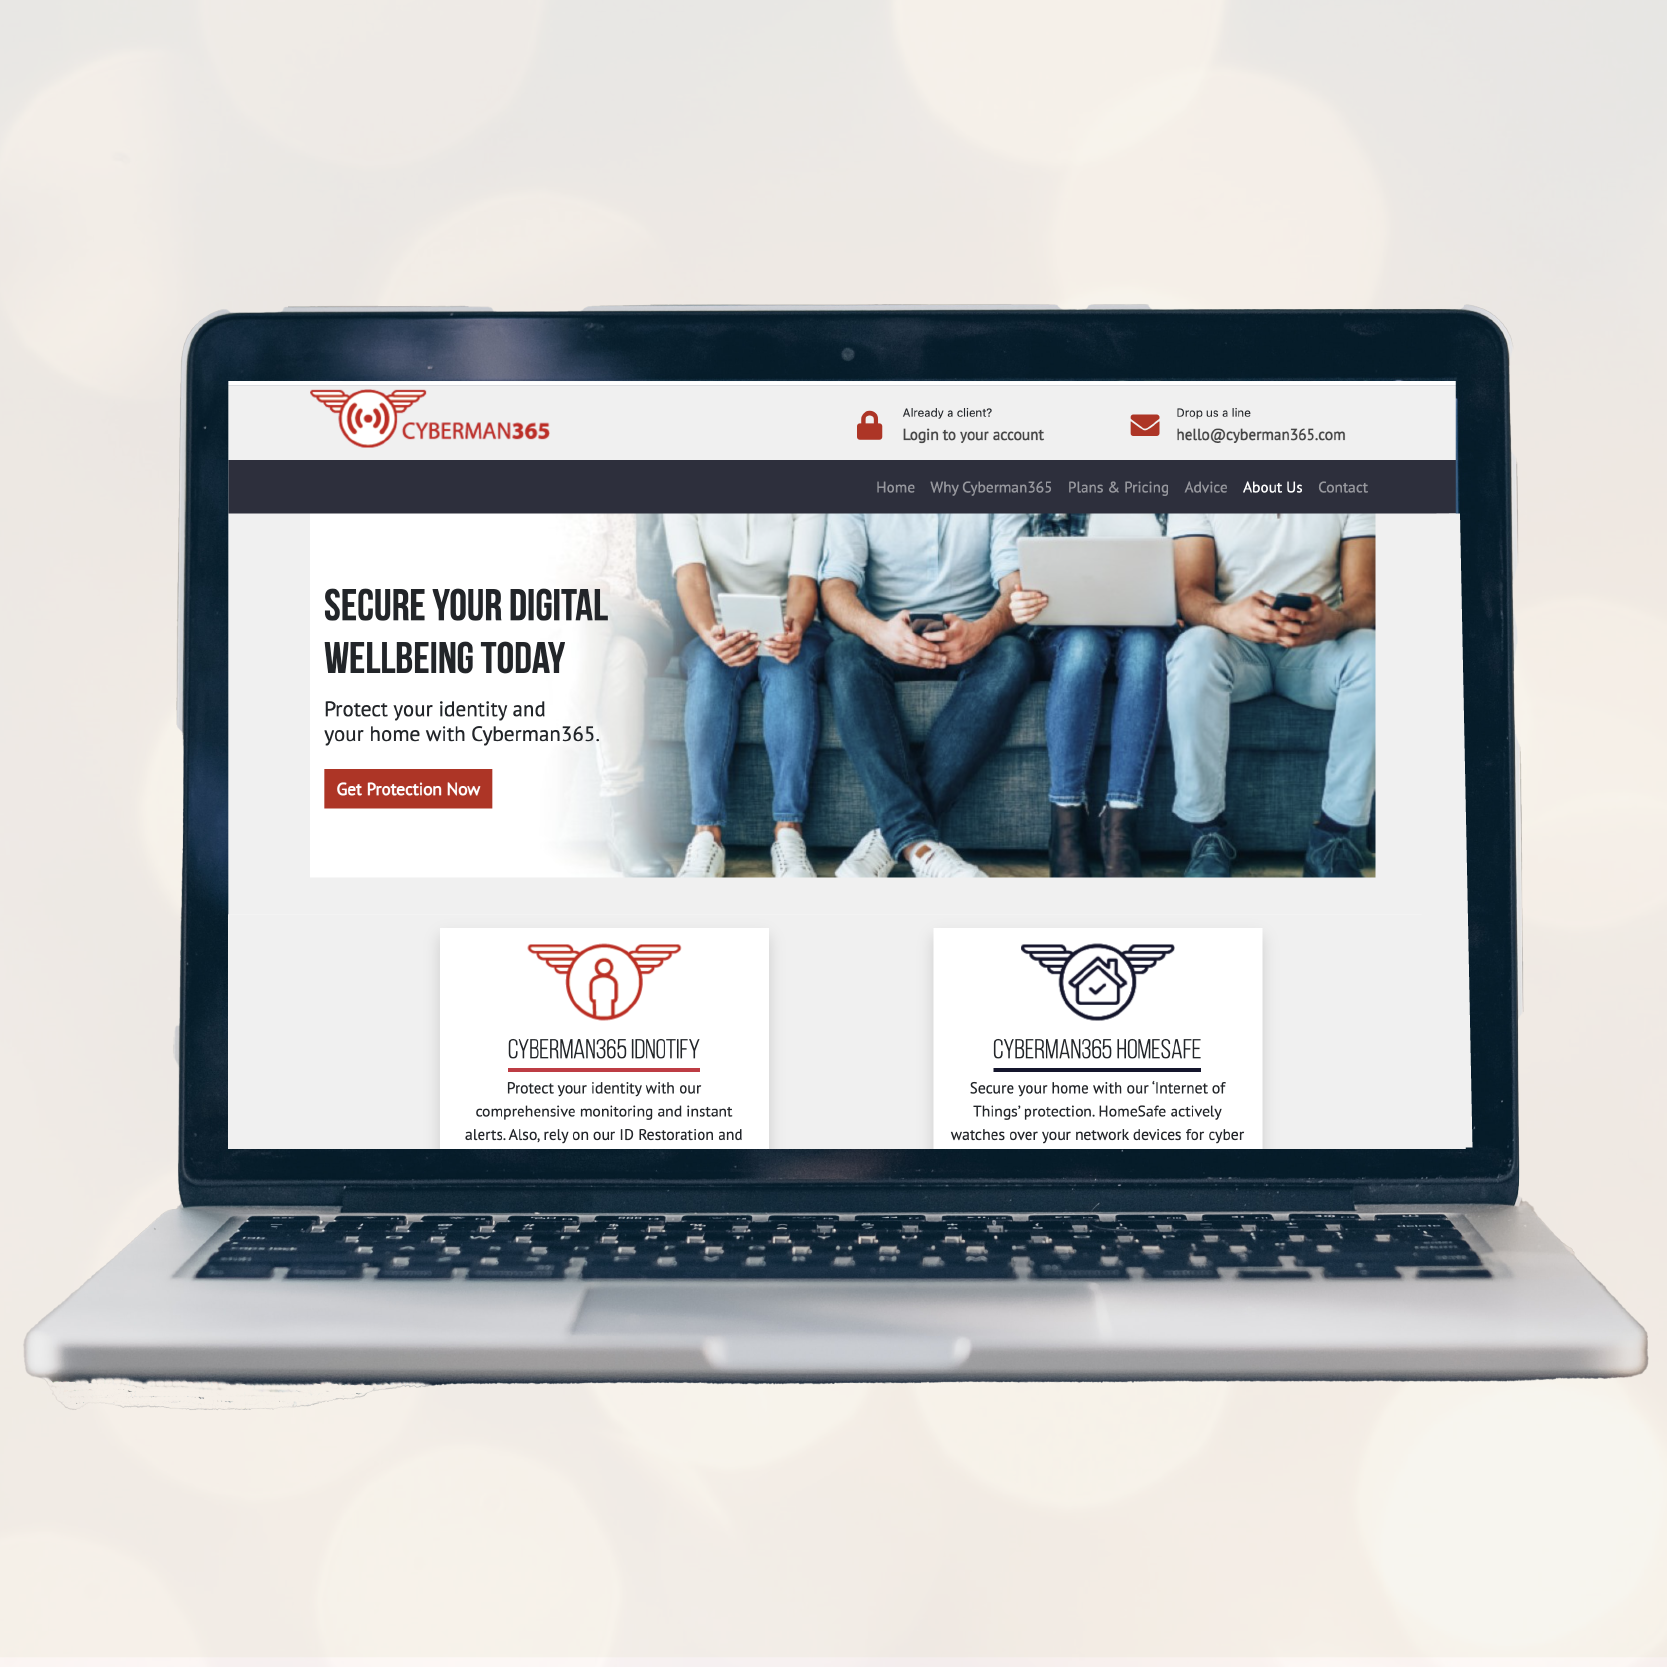 CYBERMAN365
Already a client?
Login to your account
Drop us a line
hello@cyberman365.com
Home Why Cyberman365 Plans & Pricing Advice About Us Contact
SECURE YOUR DIGITAL
WELLBEING TODAY
Protect your identity and
your home with Cyberman365.
Get Protection Now
CYBERMAN365 IDNOTIFY
Protect your identity with our
comprehensive monitoring and instant
alerts. Also, rely on our ID Restoration and
CYBERMAN365 HOMESAFE
Secure your home with our ‘Internet of
Things’ protection. HomeSafe actively
watches over your network devices for cyber